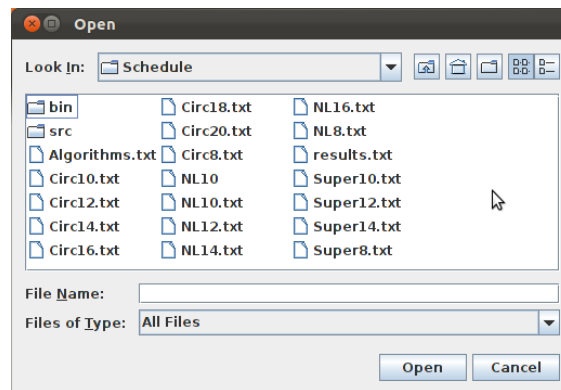 Open
Look In: Schedule
bin Circ18.txt NL16.txt
src Circ20.txt NL8.txt
Algorithms.txt Circ8.txt results.txt
Circ10.txt NL10 Super10.txt
Circ12.txt NL10.txt Super12.txt
Circ14.txt NL12.txt Super14.txt
Circ16.txt NL14.txt Super8.txt
File Name:
Files of Type: All Files
Open Cancel